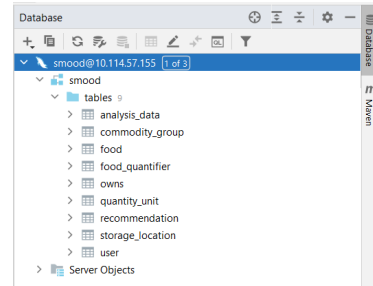 Database
QL
smood@10.114.57.155 1 of 3
smood
tables 9
analysis_data
commodity_group
food
food_quantifier
owns
quantity_unit
recommendation
storage_location
user
Server Objects
Database
m
Maven